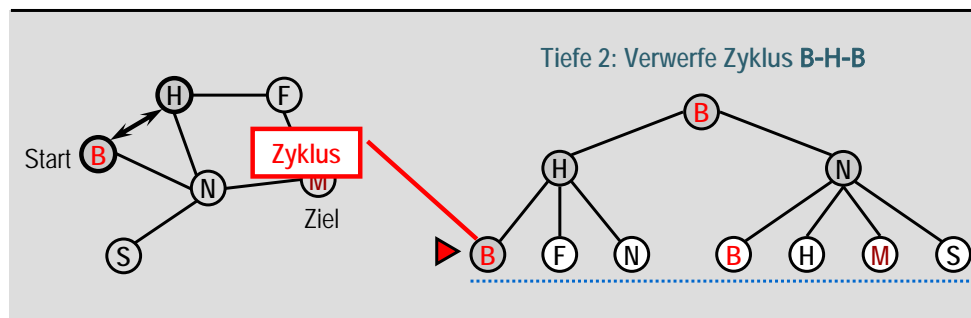 Tiefe 2: Verwerfe Zyklus B-H-B
H
F
B
Start B
Zyklus
H
N
N
M
Ziel
S
B
F
N
B
H
M
S